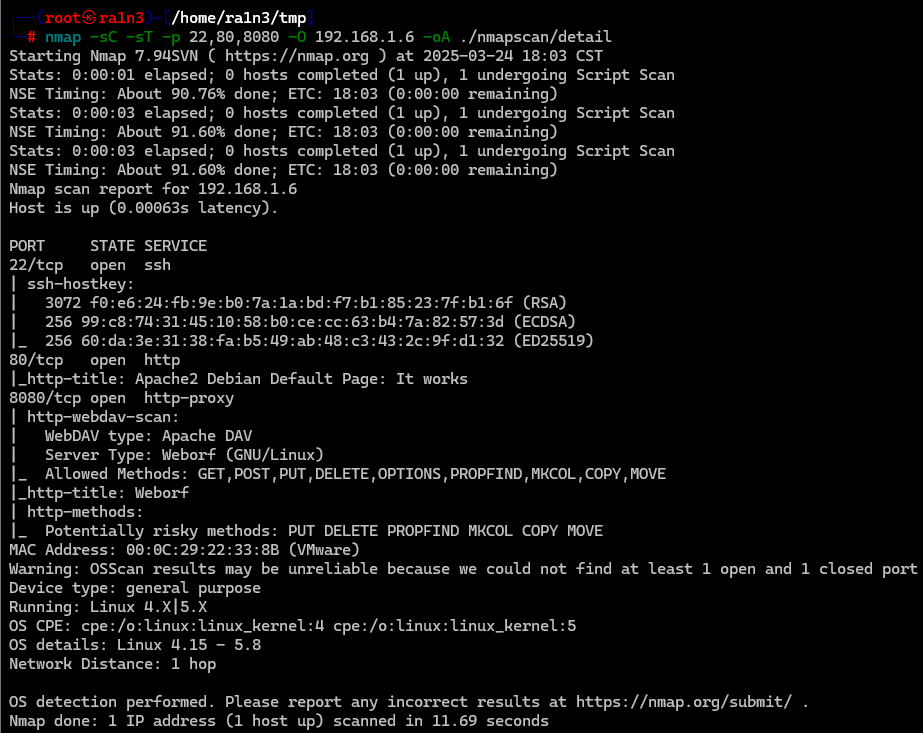 ┌──(root㉿ra1n3)-[/home/ra1n3/tmp]
└─# nmap -sC -sT -p 22,80,8080 -O 192.168.1.6 -oA ./nmapscan/detail
Starting Nmap 7.94SVN ( https://nmap.org ) at 2025-03-24 18:03 CST
Stats: 0:00:01 elapsed; 0 hosts completed (1 up), 1 undergoing Script Scan
NSE Timing: About 90.76% done; ETC: 18:03 (0:00:00 remaining)
Stats: 0:00:03 elapsed; 0 hosts completed (1 up), 1 undergoing Script Scan
NSE Timing: About 91.60% done; ETC: 18:03 (0:00:00 remaining)
Stats: 0:00:03 elapsed; 0 hosts completed (1 up), 1 undergoing Script Scan
NSE Timing: About 91.60% done; ETC: 18:03 (0:00:00 remaining)
Nmap scan report for 192.168.1.6
Host is up (0.00063s latency).

PORT     STATE SERVICE
22/tcp   open  ssh
| ssh-hostkey:
|   3072 f0:e6:24:fb:9e:b0:7a:1a:bd:f7:b1:85:23:7f:b1:6f (RSA)
|   256 99:c8:74:31:45:10:58:b0:ce:cc:63:b4:7a:82:57:3d (ECDSA)
|_  256 60:da:3e:31:38:fa:b5:49:ab:48:c3:43:2c:9f:d1:32 (ED25519)
80/tcp   open  http
|_http-title: Apache2 Debian Default Page: It works
8080/tcp open  http-proxy
| http-webdav-scan:
|   WebDAV type: Apache DAV
|   Server Type: Weborf (GNU/Linux)
|_  Allowed Methods: GET,POST,PUT,DELETE,OPTIONS,PROPFIND,MKCOL,COPY,MOVE
|_http-title: Weborf
| http-methods:
|_  Potentially risky methods: PUT DELETE PROPFIND MKCOL COPY MOVE
MAC Address: 00:0C:29:22:33:8B (VMware)
Warning: OSScan results may be unreliable because we could not find at least 1 open and 1 closed port
Device type: general purpose
Running: Linux 4.X|5.X
OS CPE: cpe:/o:linux:linux_kernel:4 cpe:/o:linux:linux_kernel:5
OS details: Linux 4.15 - 5.8
Network Distance: 1 hop

OS detection performed. Please report any incorrect results at https://nmap.org/submit/ .
Nmap done: 1 IP address (1 host up) scanned in 11.69 seconds